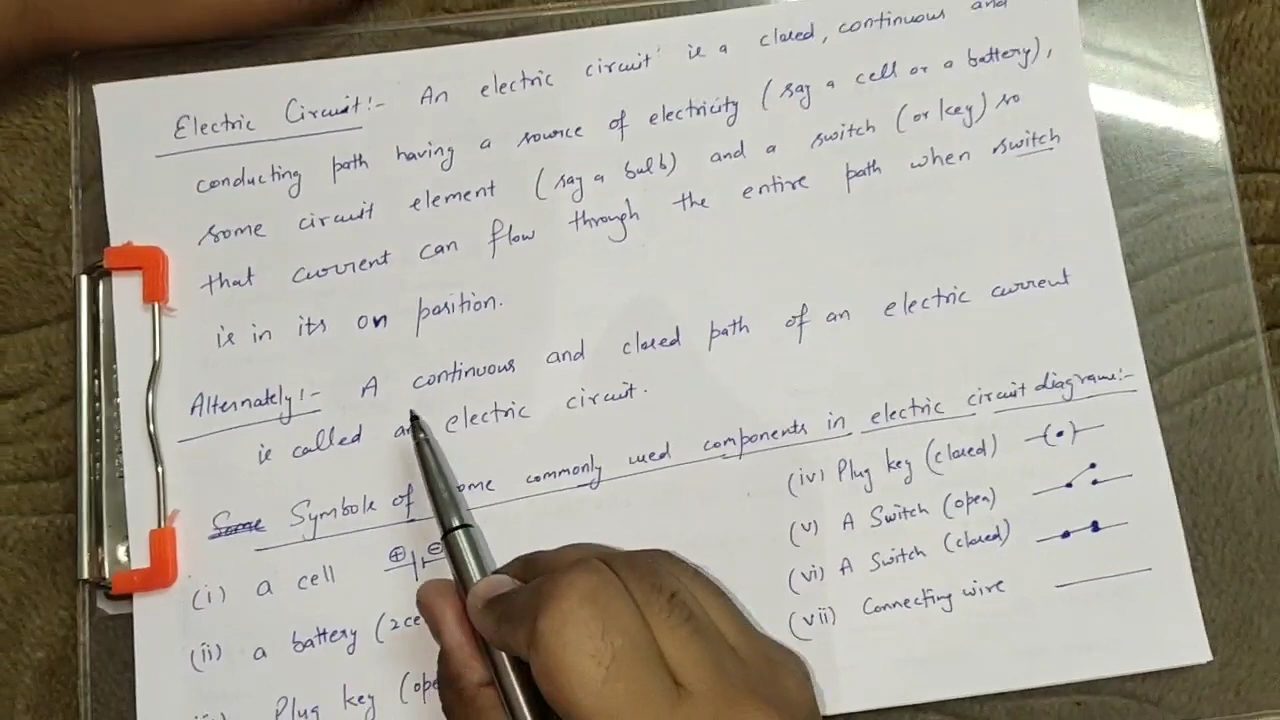 Electric Circuit :- An electric circuit is a closed, continuous and
conducting path having a source of electricity (say a cell or a battery),
some circuit element (say a bulb) and a switch (or key) so
that current can flow through the entire path when switch
is in its on position.
Alternately :- A continuous and closed path of an electric current
is called an electric circuit.
Symbols of some commonly used components in electric circuit diagrams :-
(i) a cell
(ii) a battery (2ce
Plug key (ope
(iv) Plug key (closed)
(v) A Switch (open)
(vi) A Switch (closed)
(vii) Connecting wire